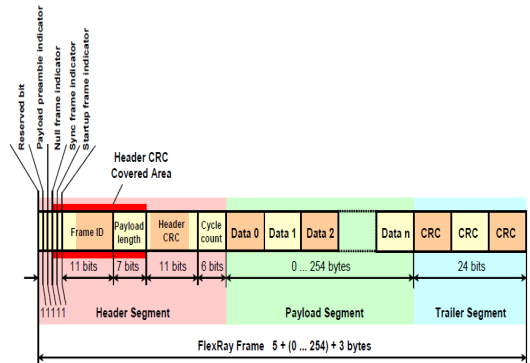 Reserved bit
Payload preamble indicator
Null frame indicator
Sync frame indicator
Startup frame indicator
Header CRC
Covered Area
Frame ID
Payload
length
Header
CRC
Cycle
count
Data 0
Data 1
Data 2
Data n
CRC
CRC
CRC
11 bits
7 bits
11 bits
6 bits
0 ... 254 bytes
24 bits
11111
Header Segment
Payload Segment
Trailer Segment
FlexRay Frame 5 + (0 ... 254) + 3 bytes